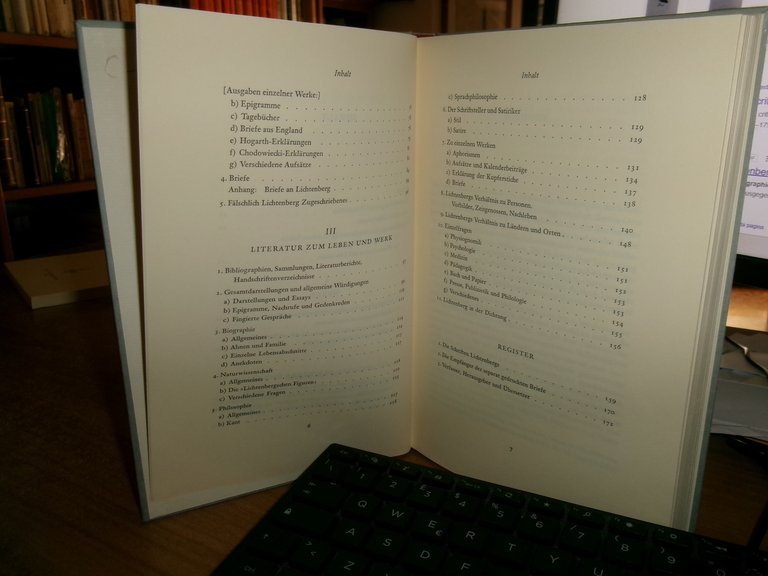 Inhalt
[Ausgaben einzelner Werke:]
b) Epigramme
c) Tagebücher
d) Briefe aus England
e) Hogarth-Erklärungen
f) Chodowiecki-Erklärungen
g) Verschiedene Aufsätze
4. Briefe
Anhang: Briefe an Lichtenberg
5. Fälschlich Lichtenberg Zugeschriebenes
III
LITERATUR ZUM LEBEN UND WERK
1. Bibliographien, Sammlungen, Literaturberichte,
Handschriftenverzeichnisse
2. Gesamtdarstellungen und allgemeine Würdigungen
a) Darstellungen und Essays
b) Epigramme, Nachrufe und Gedenkreden
c) Fingierte Gespräche
3. Biographie
a) Allgemeines
b) Ahnen und Familie
c) Einzelne Lebensabschnitte
d) Anekdoten
4. Naturwissenschaft
a) Allgemeines
b) Die »Lichtenbergschen Figuren«
c) Verschiedene Fragen
5. Philosophie
a) Allgemeines
b) Kant
6
Inhalt
c) Sprachphilosophie 128
6. Der Schriftsteller und Satiriker
a) Stil 129
b) Satire 129
7. Zu einzelnen Werken
a) Aphorismen 131
b) Aufsätze und Kalenderbeiträge 134
c) Erklärung der Kupferstiche 137
d) Briefe 138
8. Lichtenbergs Verhältnis zu Personen.
Vorbilder, Zeitgenossen, Nachleben 140
9. Lichtenbergs Verhältnis zu Ländern und Orten 148
10. Einzelfragen
a) Physiognomik 151
b) Psychologie 151
c) Medizin 151
d) Pädagogik 152
e) Buch und Papier 153
f) Presse, Publizistik und Philologie 153
g) Verschiedenes 154
11. Lichtenberg in der Dichtung 155
156
REGISTER
1. Die Schriften Lichtenbergs 159
2. Die Empfänger der separat gedruckten Briefe 170
3. Verfasser, Herausgeber und Übersetzer 172
7